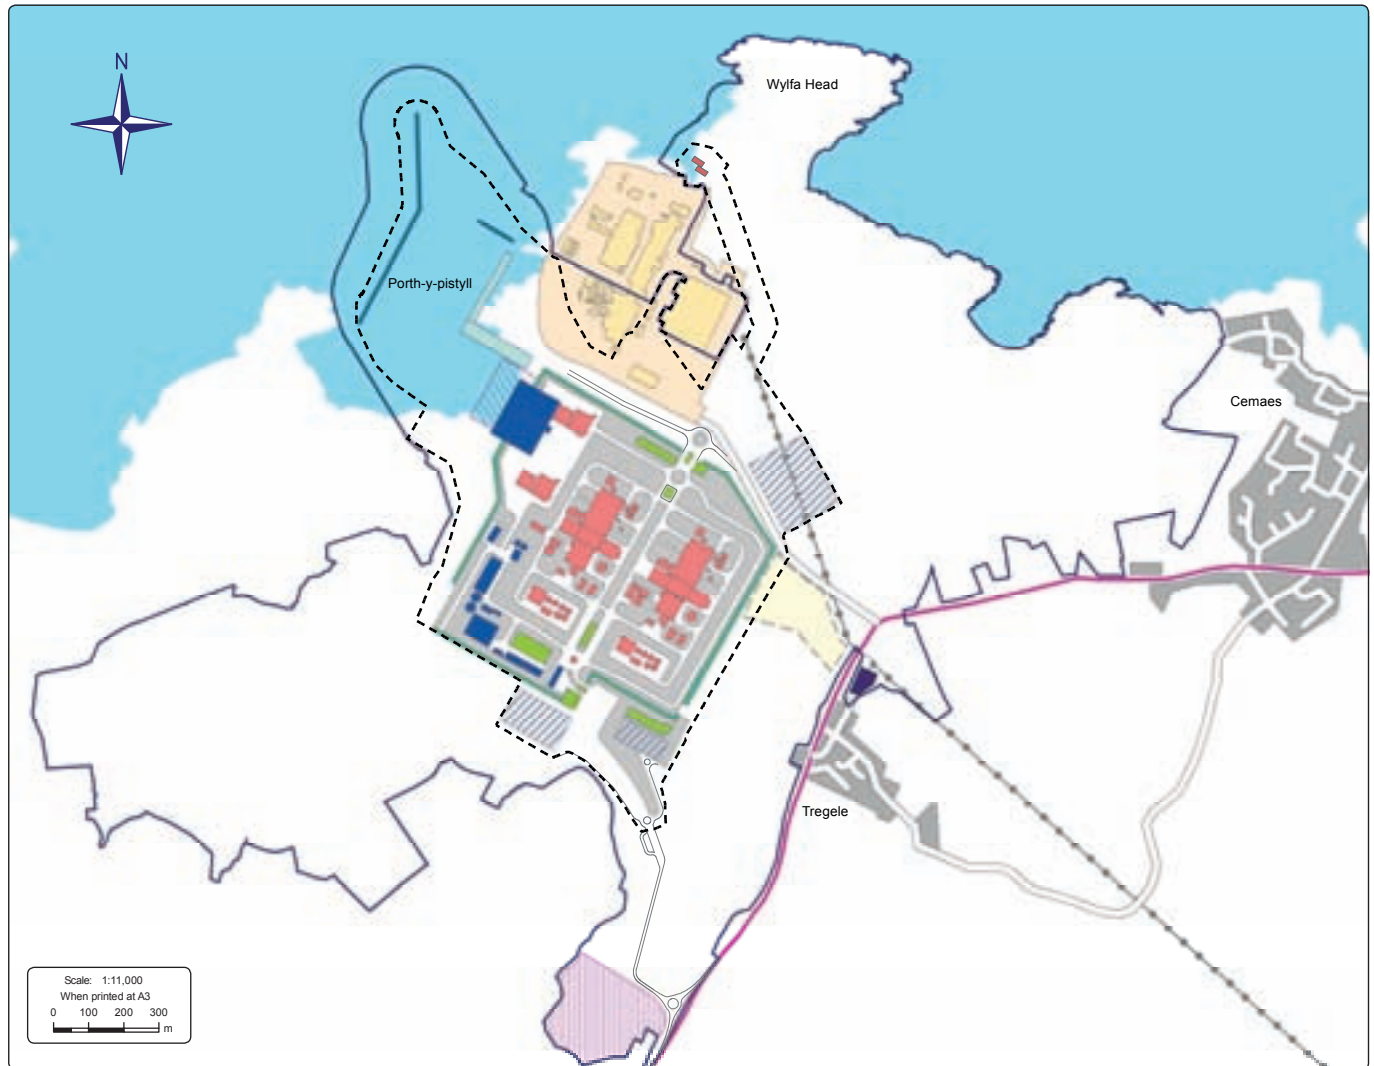 N
Wylfa Head
Porth-y-pistyll
Cemaes
Tregele
Scale: 1:11,000
When printed at A3
0 100 200 300
m